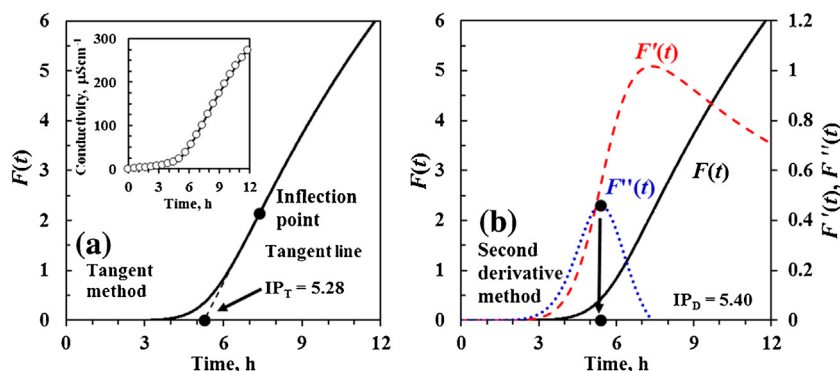 6
5
4
3
2
1
0
F(t)
300
200
100
0
Conductivity, μScm⁻¹
0 3 6 9 12
Time, h
Inflection
point
(a)
Tangent
method
Tangent line
IP_T = 5.28
0 3 6 9 12
Time, h
6
5
4
3
2
1
0
F(t)
F'(t)
F(t)
F''(t)
(b)
Second
derivative
method
IP_D = 5.40
0 3 6 9 12
Time, h
1.2
1
0.8
0.6
0.4
0.2
0
F'(t), F''(t)